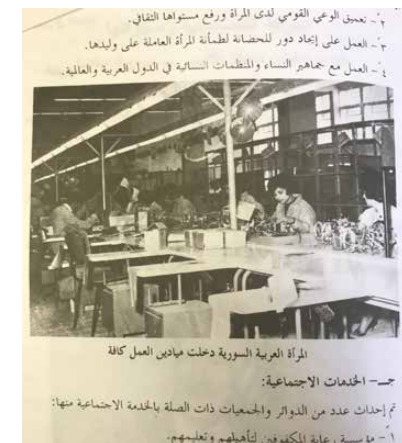 ٢ً- تعميق الوعي القومي لدى المرأة ورفع مستواها الثقافي.
٣ً- العمل على إيجاد دور للحضانة لطمأنة المرأة العاملة على وليدها.
٤ً- العمل مع جماهير النساء والمنظمات النسائية في الدول العربية والعالمية.
المرأة العربية السورية دخلت ميادين العمل كافة
جـ- الخدمات الاجتماعية:
تم إحداث عدد من الدوائر والجمعيات ذات الصلة بالخدمة الاجتماعية منها:
١ً- مؤسسة رعاية المكفوفين لتأهيلهم وتعليمهم.